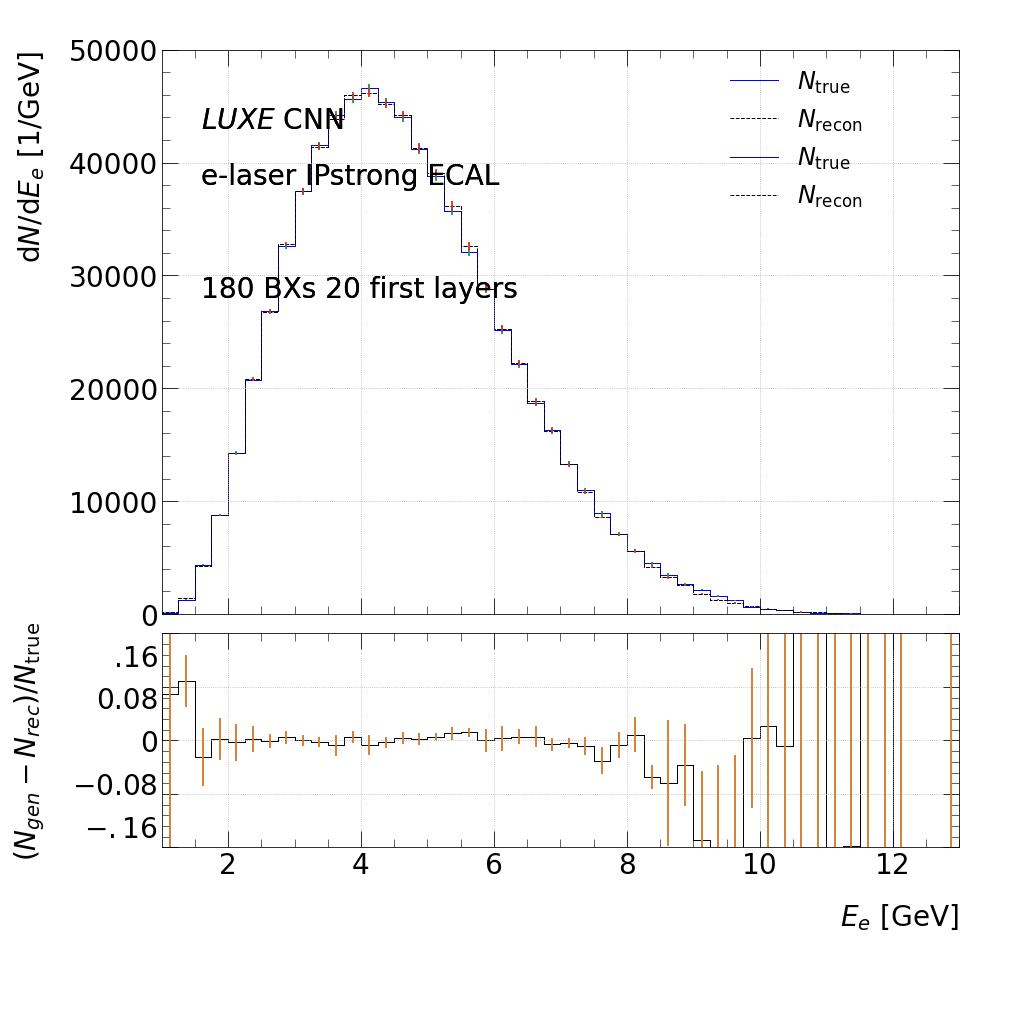 50000
40000
30000
20000
10000
0
dN/dE_e [1/GeV]
LUXE CNN
e-laser IPstrong ECAL
180 BXs 20 first layers
N_true
N_recon
N_true
N_recon
.16
0.08
0
−0.08
−.16
(N_gen − N_rec)/N_true
2 4 6 8 10 12
E_e [GeV]